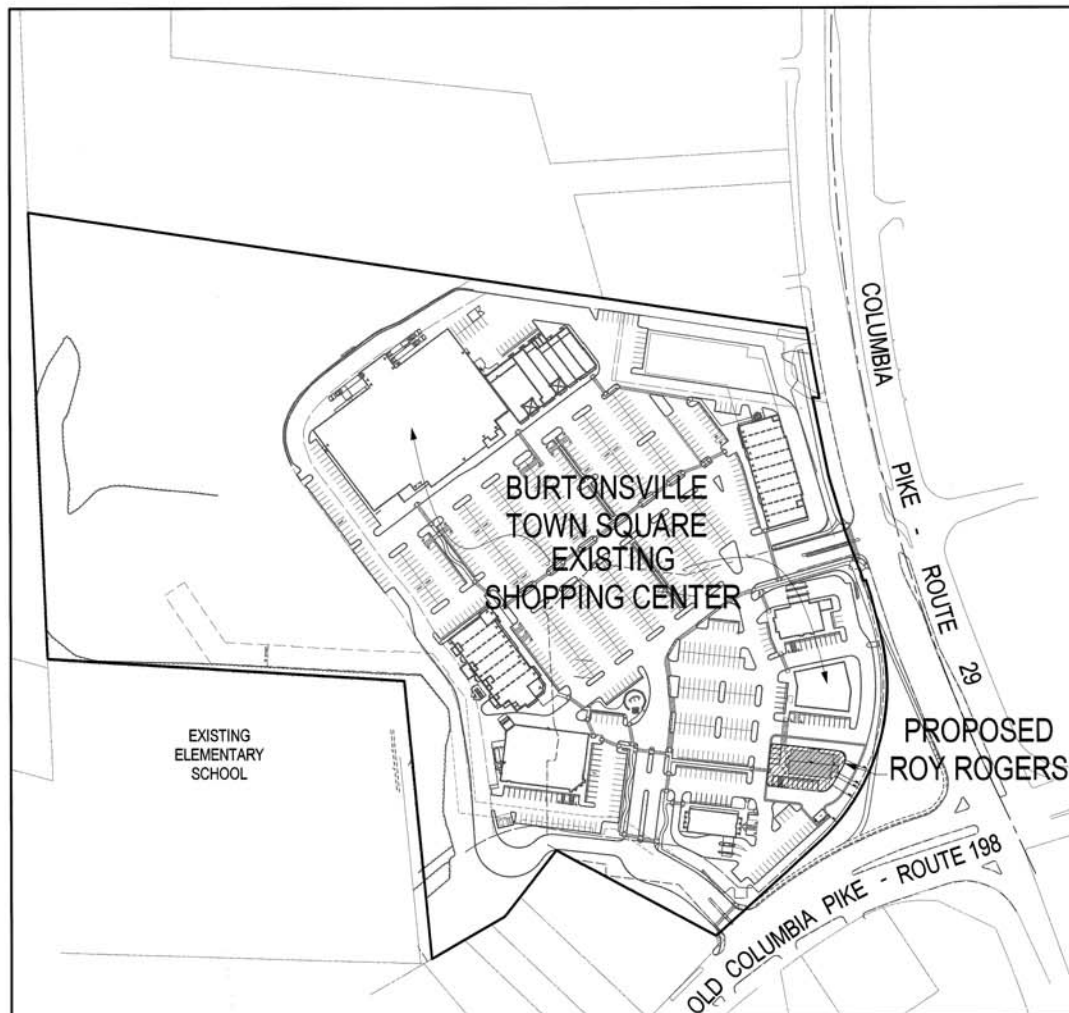 COLUMBIA PIKE - ROUTE 29
BURTONSVILLE
TOWN SQUARE
EXISTING
SHOPPING CENTER
EXISTING
ELEMENTARY
SCHOOL
PROPOSED
ROY ROGERS
OLD COLUMBIA PIKE - ROUTE 198